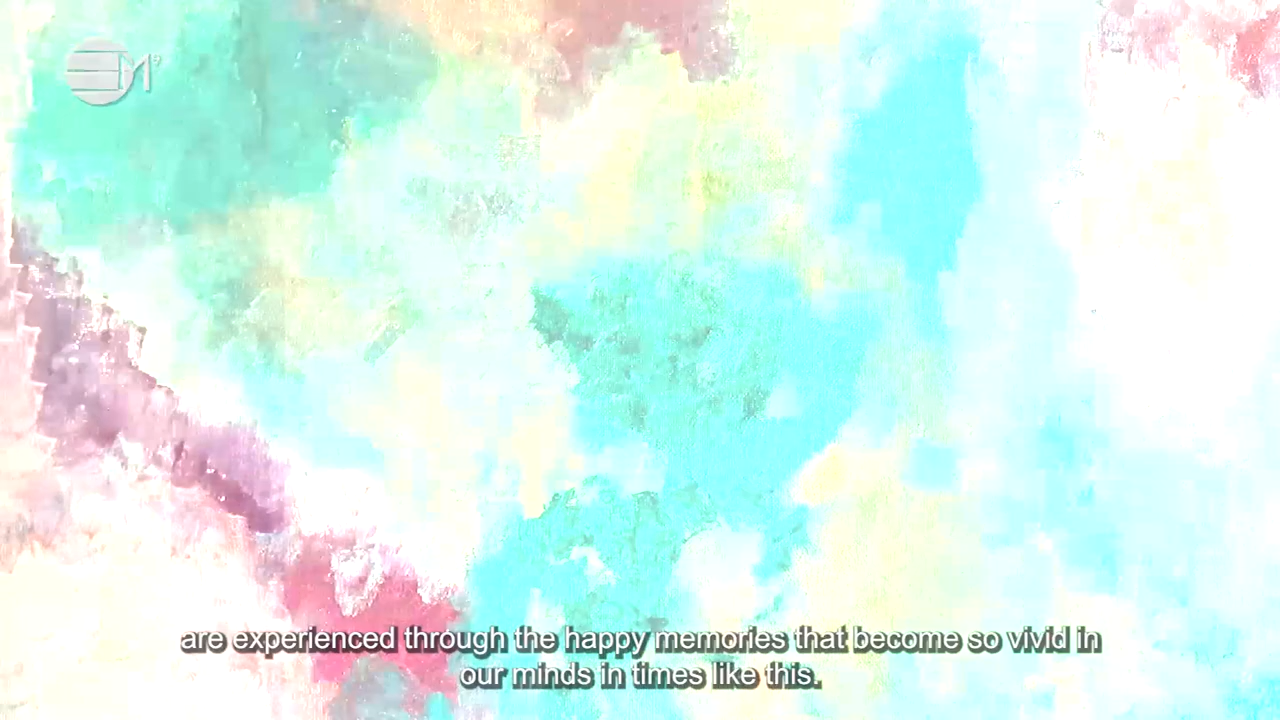 are experienced through the happy memories that become so vivid in
our minds in times like this.